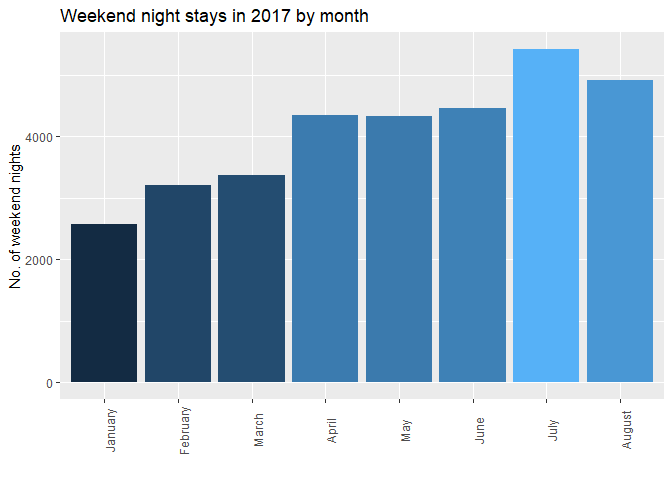 Weekend night stays in 2017 by month
No. of weekend nights
4000
2000
0
January
February
March
April
May
June
July
August